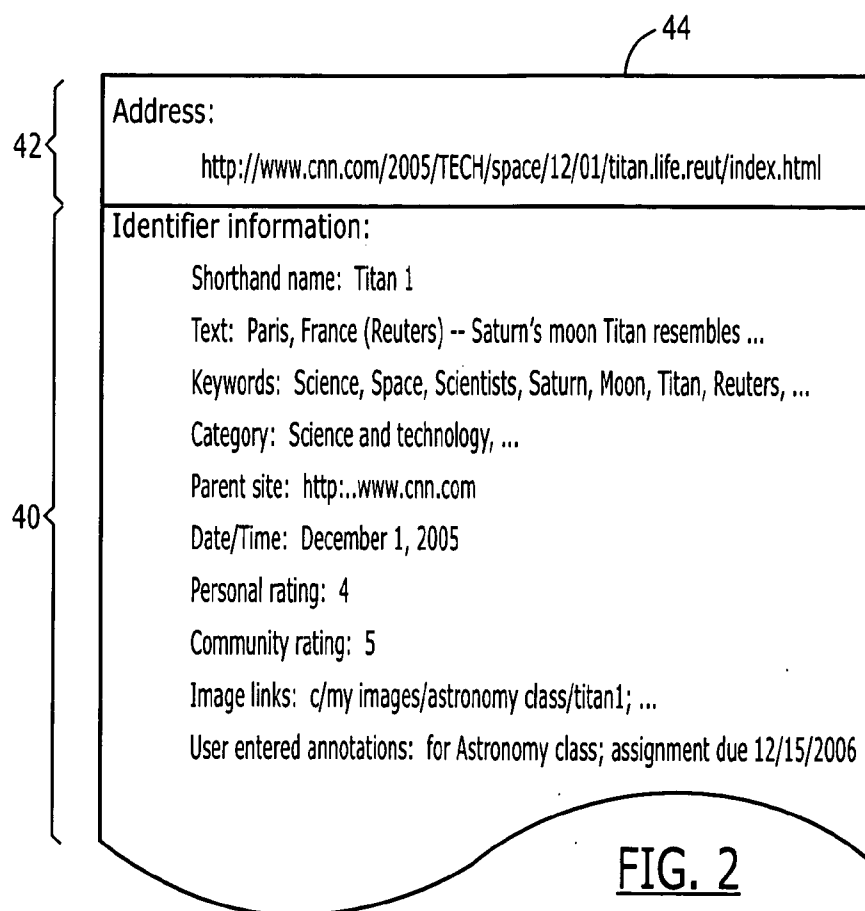 44
42
Address:
http://www.cnn.com/2005/TECH/space/12/01/titan.life.reut/index.html
Identifier information:
Shorthand name: Titan 1
Text: Paris, France (Reuters) -- Saturn's moon Titan resembles ...
Keywords: Science, Space, Scientists, Saturn, Moon, Titan, Reuters, ...
Category: Science and technology, ...
Parent site: http:..www.cnn.com
40
Date/Time: December 1, 2005
Personal rating: 4
Community rating: 5
Image links: c/my images/astronomy class/titan1; ...
User entered annotations: for Astronomy class; assignment due 12/15/2006
FIG. 2